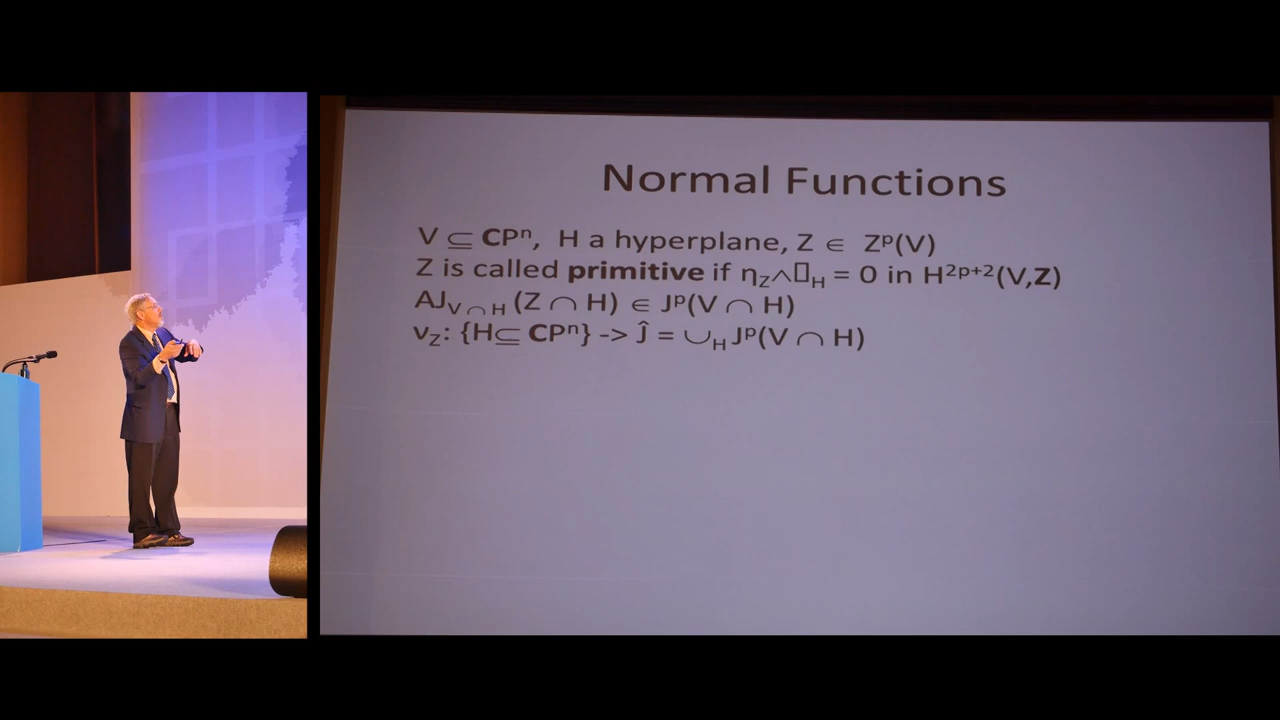 Normal Functions
V ⊆ CPⁿ, H a hyperplane, Z ∈ Zᵖ(V)
Z is called primitive if η_Z∧▯_H = 0 in H²ᵖ⁺²(V,Z)
AJ_{V∩H} (Z ∩ H) ∈ Jᵖ(V ∩ H)
ν_Z: {H⊆ CPⁿ} -> Ĵ = ∪_H Jᵖ(V ∩ H)